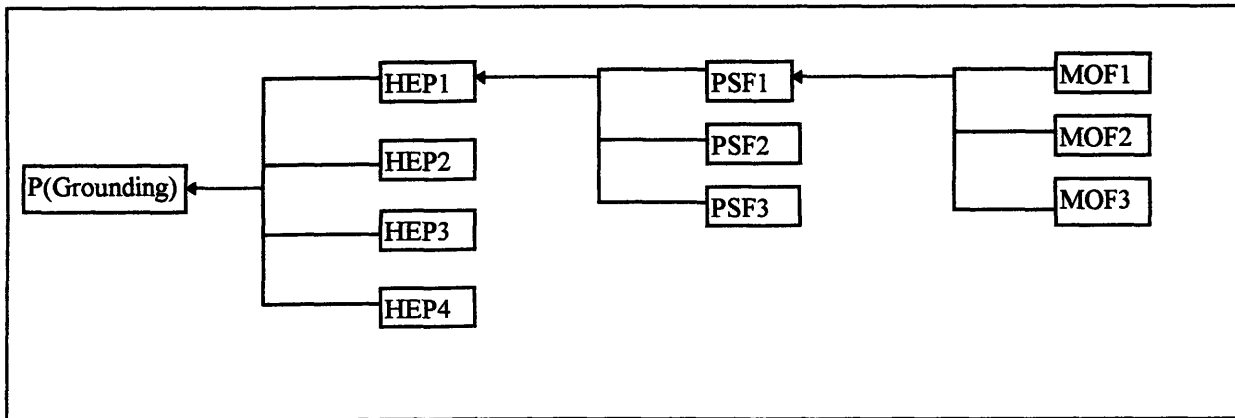 HEP1
PSF1
MOF1
HEP2
PSF2
MOF2
P(Grounding)
HEP3
PSF3
MOF3
HEP4